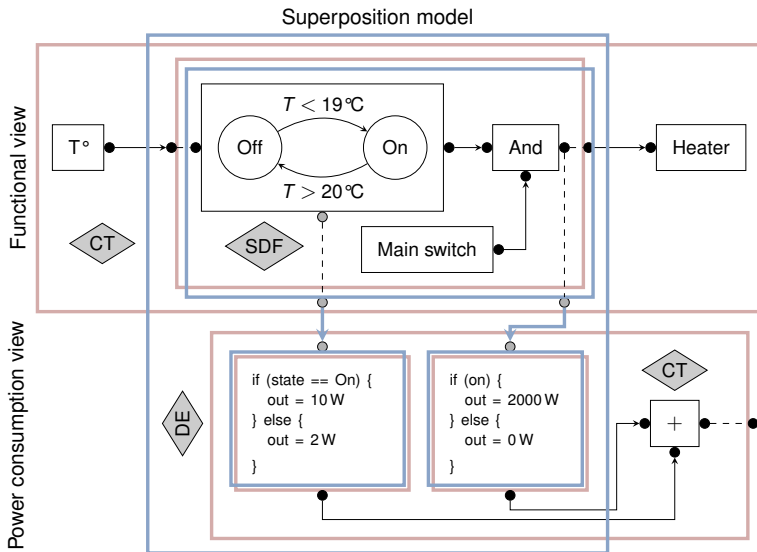 Superposition model
Functional view
T°
Off
T < 19°C
On
T > 20°C
And
Heater
CT
SDF
Main switch
Power consumption view
DE
if (state == On) {
out = 10 W
} else {
out = 2 W
}
if (on) {
out = 2000 W
} else {
out = 0 W
}
CT
+